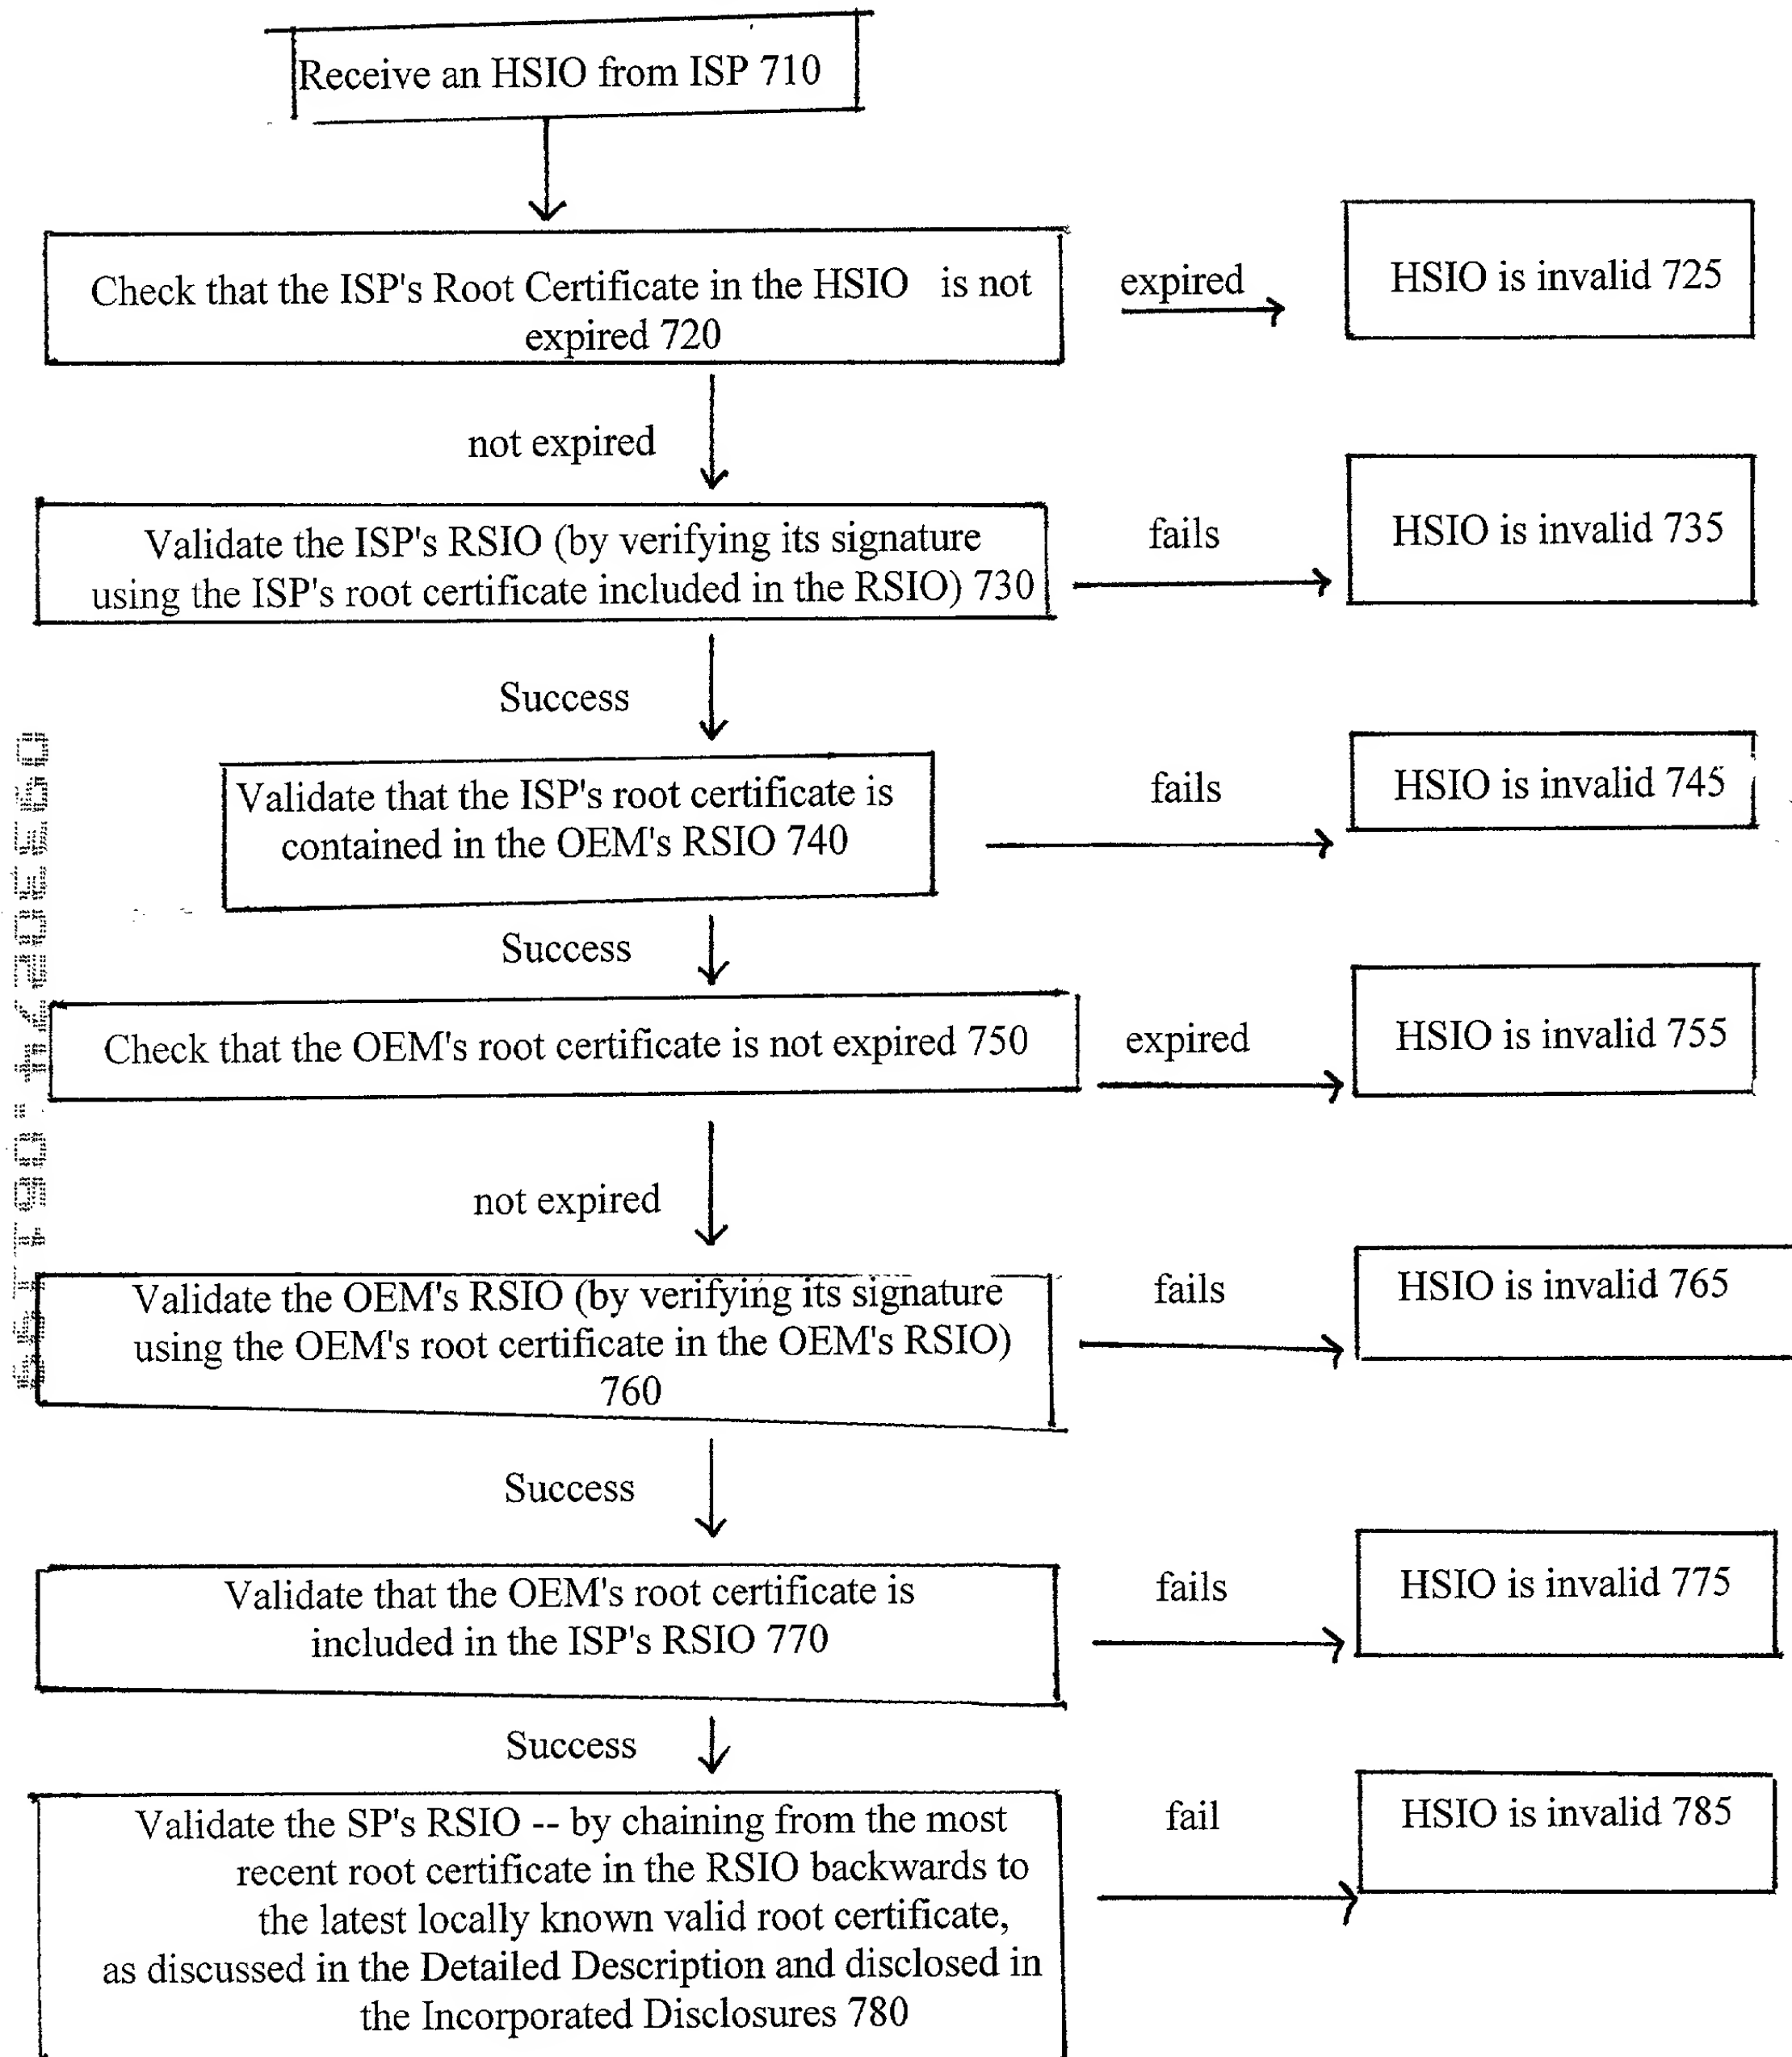 Receive an HSIO from ISP 710
Check that the ISP's Root Certificate in the HSIO is not
expired 720
expired
HSIO is invalid 725
not expired
Validate the ISP's RSIO (by verifying its signature
using the ISP's root certificate included in the RSIO) 730
fails
HSIO is invalid 735
Success
Validate that the ISP's root certificate is
contained in the OEM's RSIO 740
fails
HSIO is invalid 745
Success
Check that the OEM's root certificate is not expired 750
expired
HSIO is invalid 755
not expired
Validate the OEM's RSIO (by verifying its signature
using the OEM's root certificate in the OEM's RSIO)
760
fails
HSIO is invalid 765
Success
Validate that the OEM's root certificate is
included in the ISP's RSIO 770
fails
HSIO is invalid 775
Success
Validate the SP's RSIO -- by chaining from the most
recent root certificate in the RSIO backwards to
the latest locally known valid root certificate,
as discussed in the Detailed Description and disclosed in
the Incorporated Disclosures 780
fail
HSIO is invalid 785